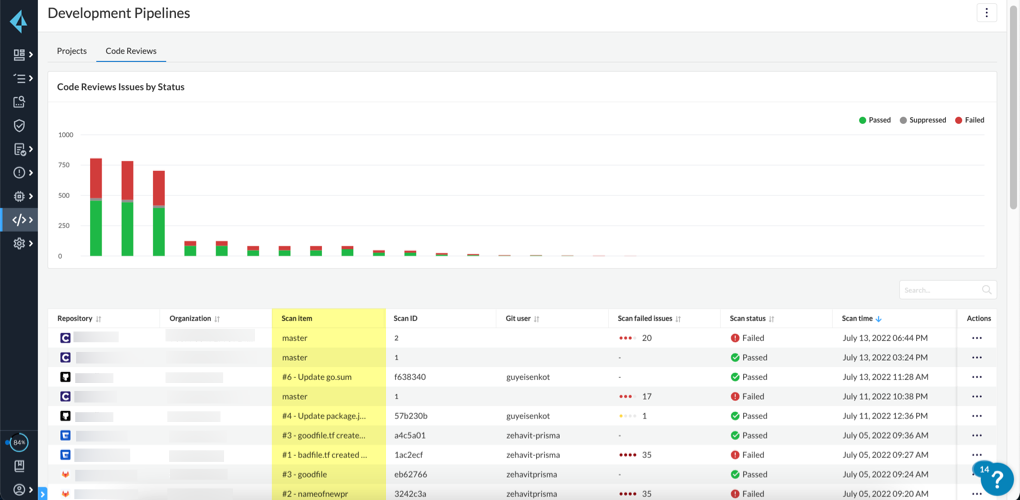 Development Pipelines
Projects Code Reviews
Code Reviews Issues by Status
Passed Suppressed Failed
1000
750
500
250
0
Search...
Repository Organization Scan item Scan ID Git user Scan failed issues Scan status Scan time Actions
master 2 20 Failed July 13, 2022 06:44 PM
master 1 - Passed July 13, 2022 03:24 PM
#6 - Update go.sum f638340 guyeisenkot - Passed July 13, 2022 11:28 AM
master 1 17 Failed July 11, 2022 10:38 PM
#4 - Update package.j... 57b230b guyeisenkot 1 Passed July 11, 2022 12:36 PM
#3 - goodfile.tf create... a4c5a01 zehavit-prisma - Passed July 05, 2022 09:36 AM
#1 - badfile.tf created ... 1ac2ecf zehavit-prisma 35 Failed July 05, 2022 09:27 AM
#3 - goodfile eb62766 zehavitprisma - Passed July 05, 2022 09:24 AM
#2 - nameofnewpr 3242c3a zehavitprisma 35 Failed July 05, 2022 09:20 AM
84%
14
?